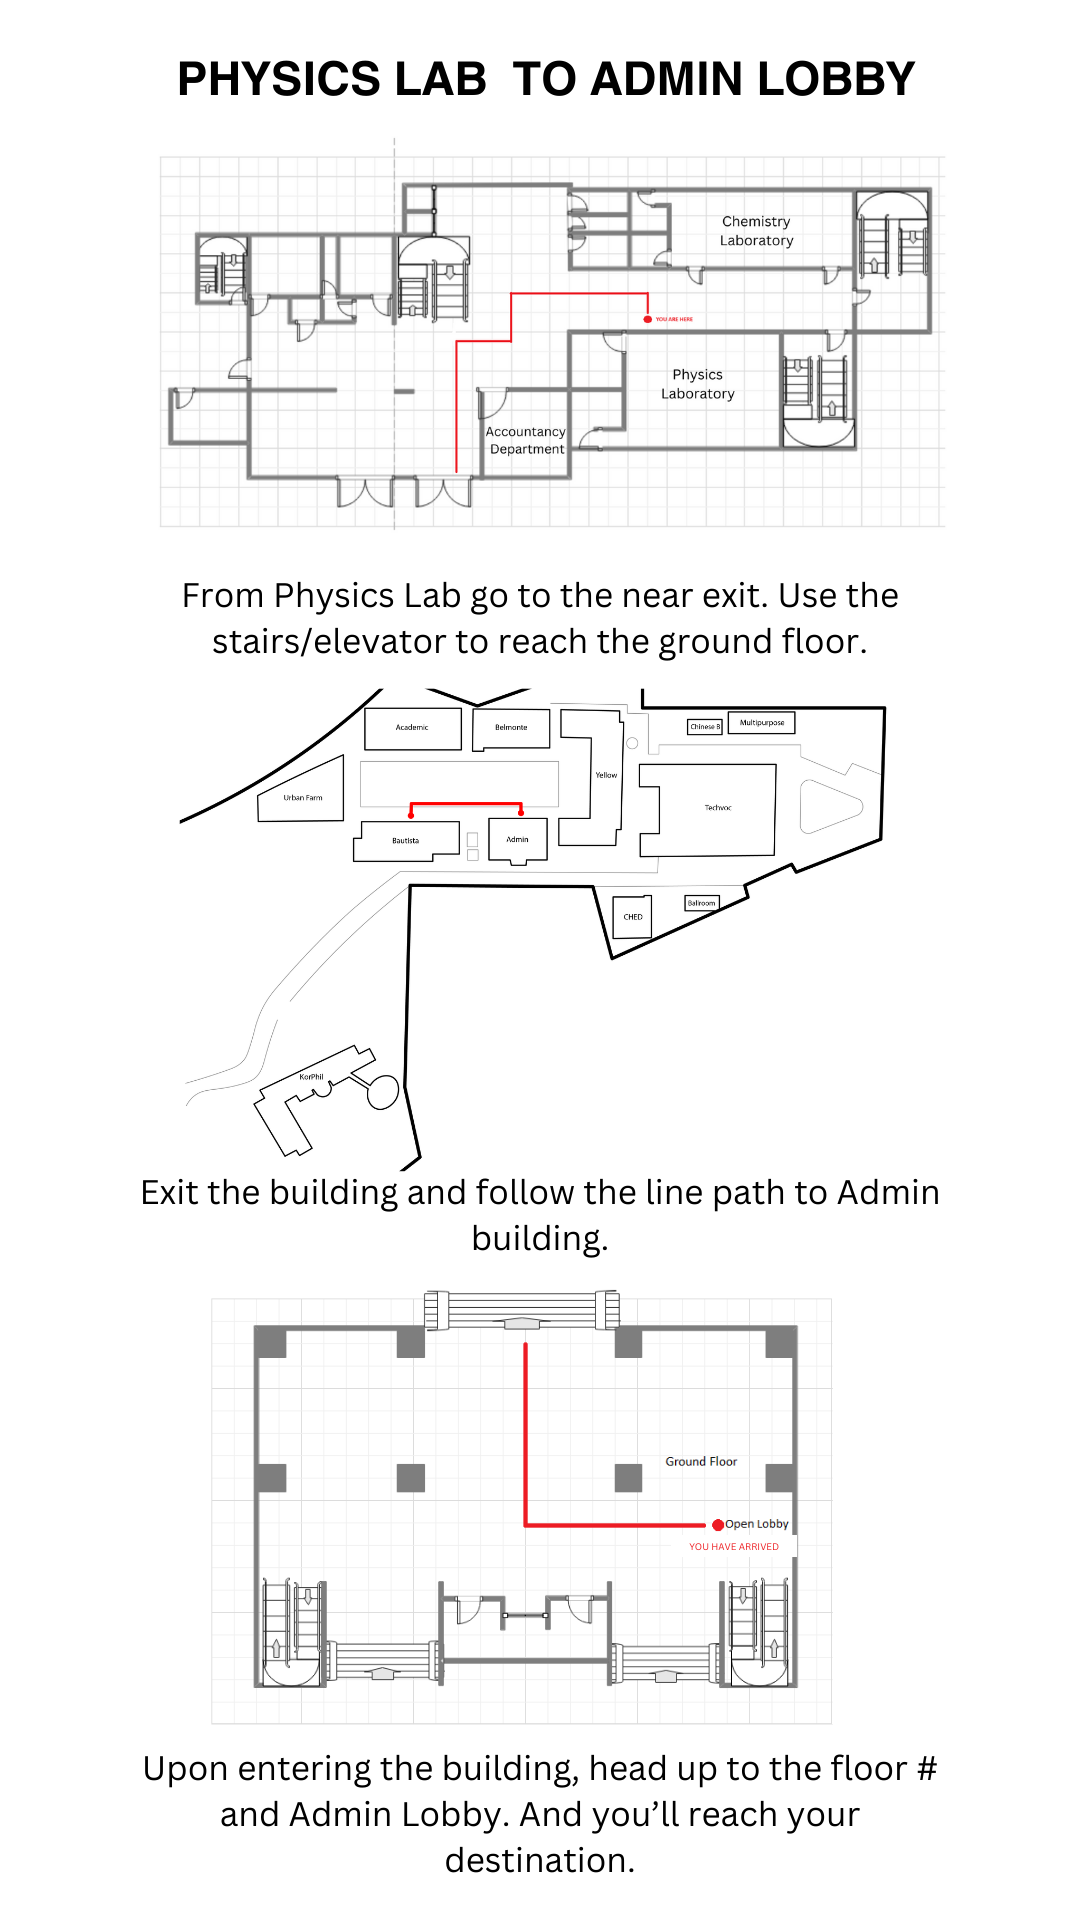 PHYSICS LAB TO ADMIN LOBBY
Chemistry
Laboratory
YOU ARE HERE
Physics
Laboratory
Accountancy
Department
From Physics Lab go to the near exit. Use the
stairs/elevator to reach the ground floor.
Academic
Belmonte
Chinese B
Multipurpose
Yellow
Urban Farm
Techvoc
Bautista
Admin
CHED
Ballroom
KorPhil
Exit the building and follow the line path to Admin
building.
Ground Floor
Open Lobby
YOU HAVE ARRIVED
Upon entering the building, head up to the floor #
and Admin Lobby. And you’ll reach your
destination.